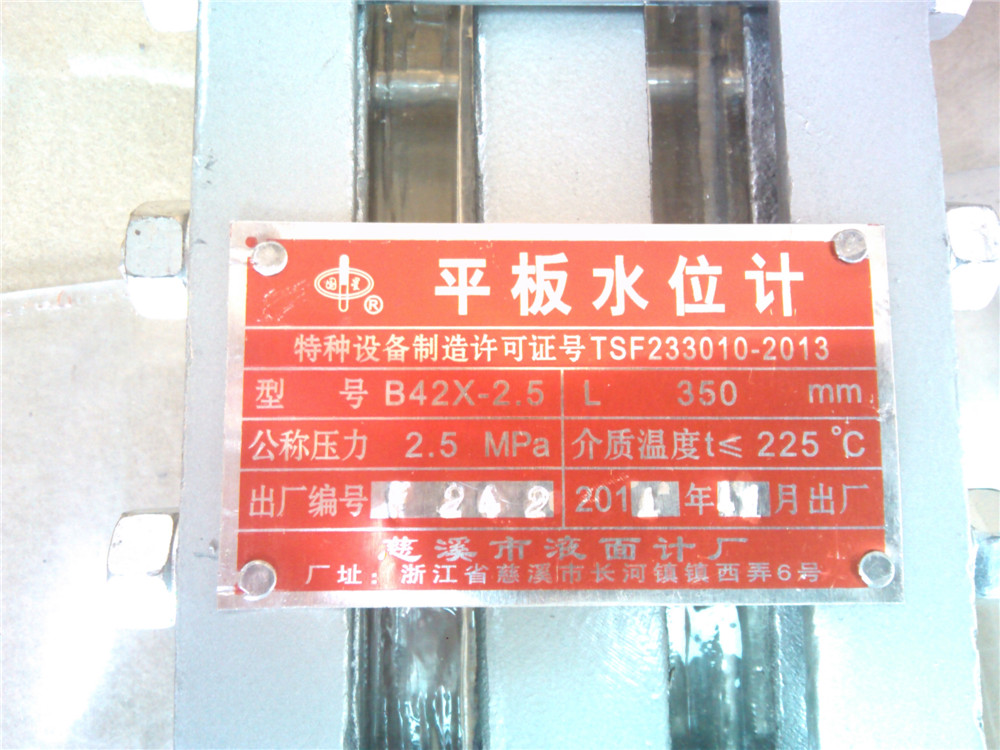 国星 ® 平板水位计
特种设备制造许可证号TSF233010-2013
型 号 B42X-2.5 L 350 mm
公称压力 2.5 MPa 介质温度t≤225℃
出厂编号 242 201 年 月出厂
慈溪市液面计厂
厂址：浙江省慈溪市长河镇镇西弄6号